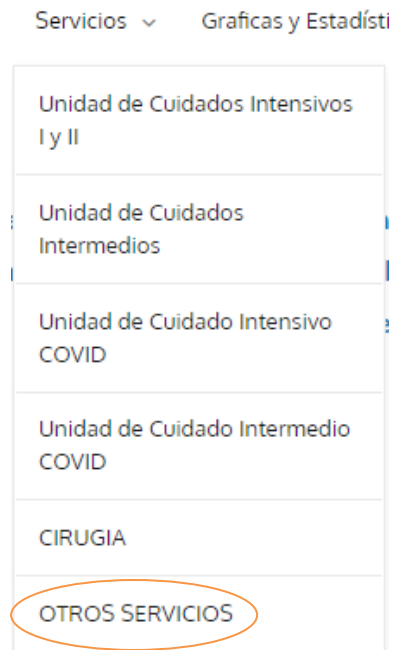 Servicios Graficas y Estadísti
Unidad de Cuidados Intensivos
I y II
Unidad de Cuidados
Intermedios
Unidad de Cuidado Intensivo
COVID
Unidad de Cuidado Intermedio
COVID
CIRUGIA
OTROS SERVICIOS